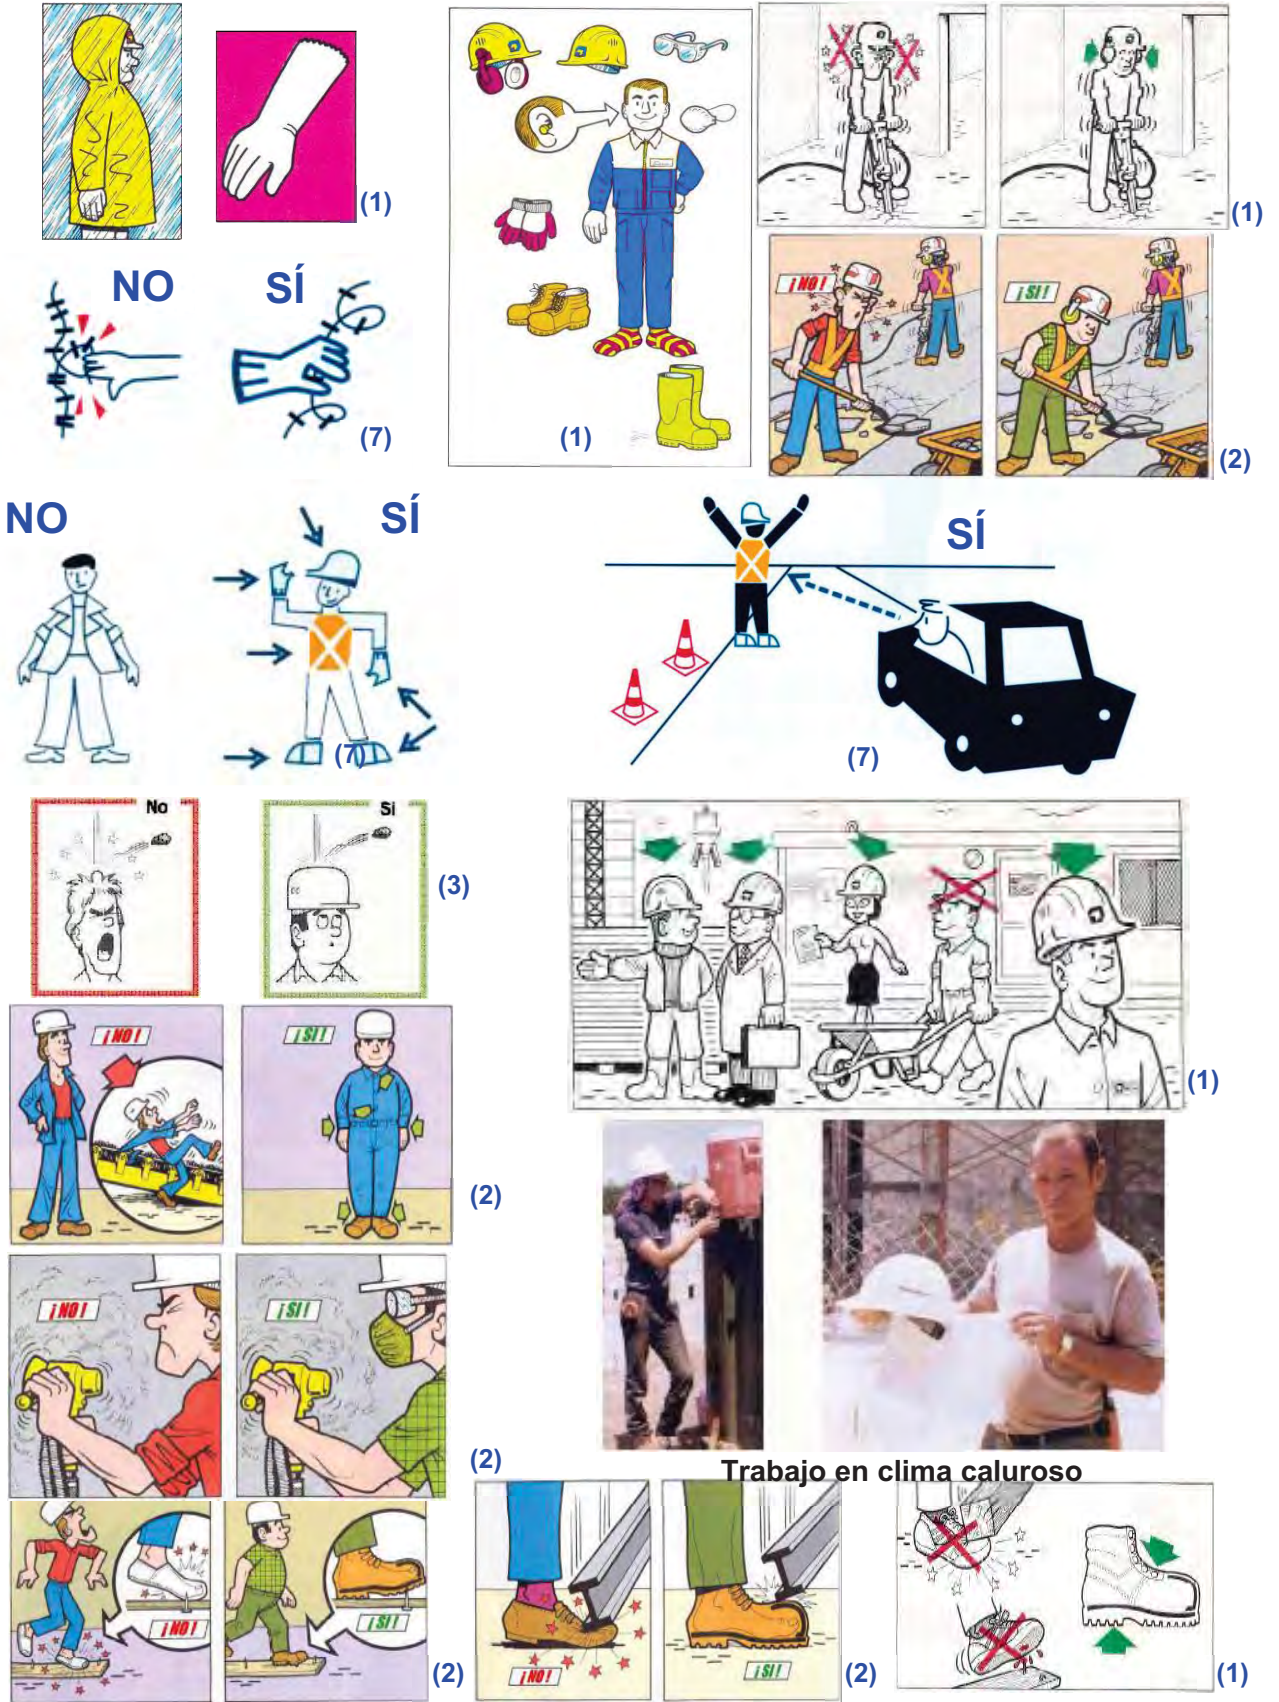 (1)
NO
SÍ
(7)
(1)
(1)
¡NO!
¡SI!
(2)
NO
SÍ
(7)
SÍ
(7)
No
Si
(3)
(1)
¡NO!
¡SI!
(2)
¡NO!
¡SI!
(2)
Trabajo en clima caluroso
¡NO!
¡SI!
(2)
¡NO!
¡SI!
(2)
(1)